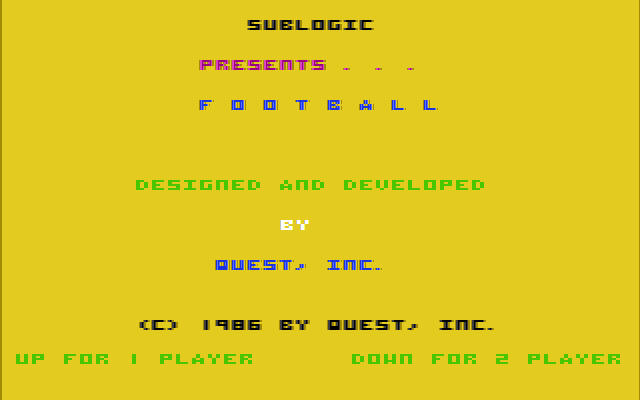 SUBLOGIC
PRESENTS . . .
F O O T B A L L
DESIGNED AND DEVELOPED
BY
QUEST, INC.
(C) 1986 BY QUEST, INC.
UP FOR 1 PLAYER DOWN FOR 2 PLAYER